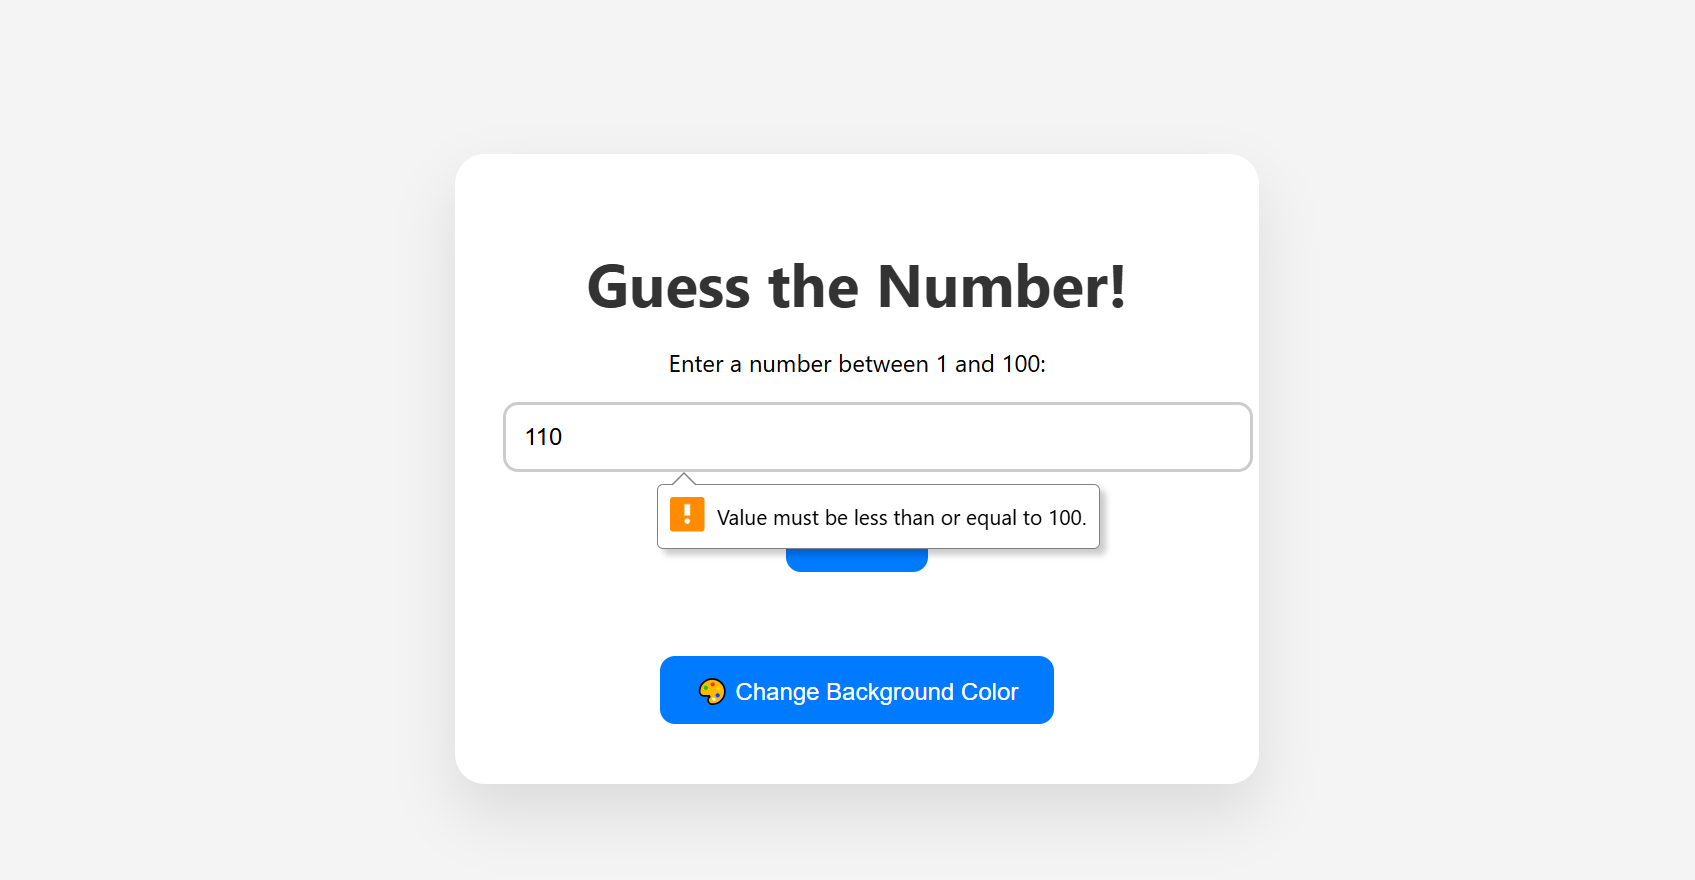 Guess the Number!
Enter a number between 1 and 100:
110
Value must be less than or equal to 100.
🎨 Change Background Color